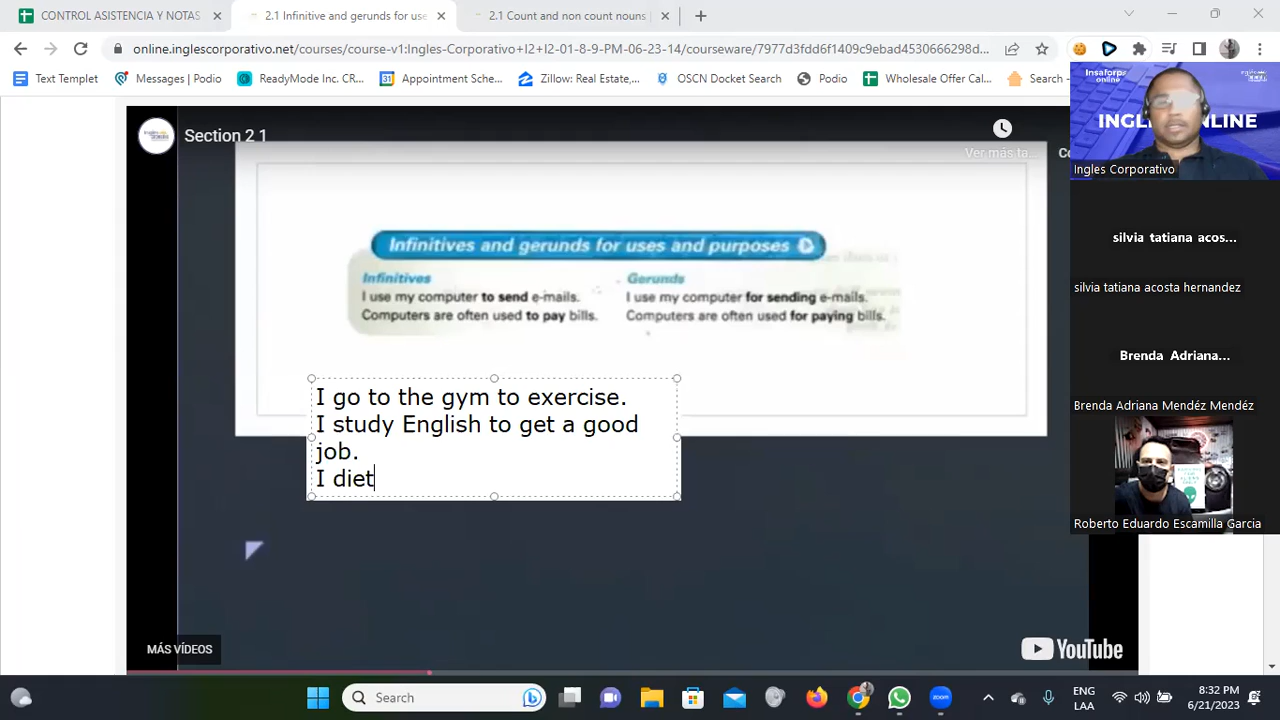 CONTROL ASISTENCIA Y NOTAS
2.1 Infinitive and gerunds for use
2.1 Count and non count nouns
online.inglescorporativo.net/courses/course-v1:Ingles-Corporativo+I2+I2-01-8-9-PM-06-23-14/courseware/7977d3fdd6f1409c9ebad4530666298d...
Text Templet
Messages | Podio
ReadyMode Inc. CR...
Appointment Sche...
Zillow: Real Estate,...
OSCN Docket Search
Podio
Wholesale Offer Cal...
Search -
Section 2 1
Ver más ta...
Co
Infinitives and gerunds for uses and purposes
Infinitives
I use my computer to send e-mails.
Computers are often used to pay bills.
Gerunds
I use my computer for sending e-mails.
Computers are often used for paying bills.
I go to the gym to exercise.
I study English to get a good
job.
I diet
MÁS VÍDEOS
YouTube
Insaforp
online
Ingles Corporativo
silvia tatiana acos...
silvia tatiana acosta hernandez
Brenda Adriana...
Brenda Adriana Mendéz Mendéz
Roberto Eduardo Escamilla Garcia
Search
ENG
LAA
8:32 PM
6/21/2023